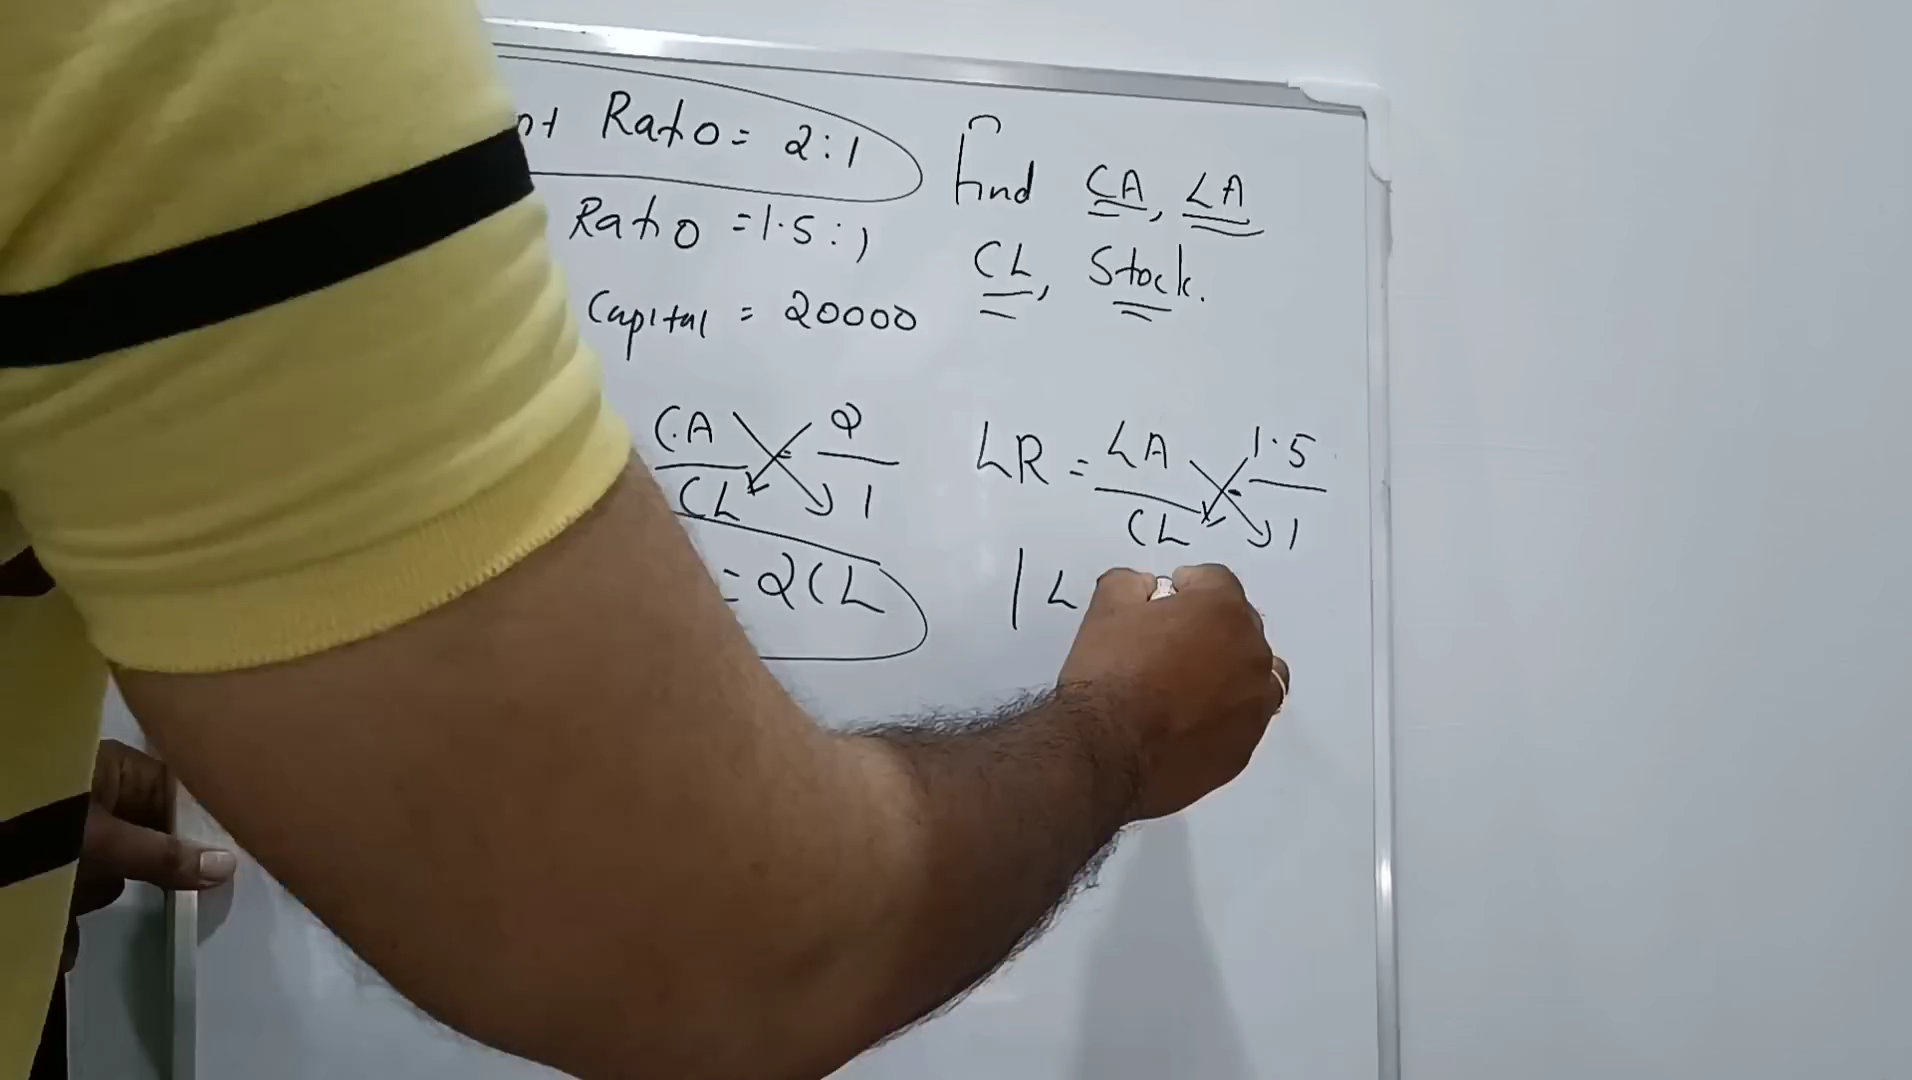 Ratio = 2:1
Ratio = 1.5:1
Capital = 20000
Find CA, LA
CL, Stock.
C.A = 2
CL 1
= 2CL
LR = LA = 1.5
CL 1
L